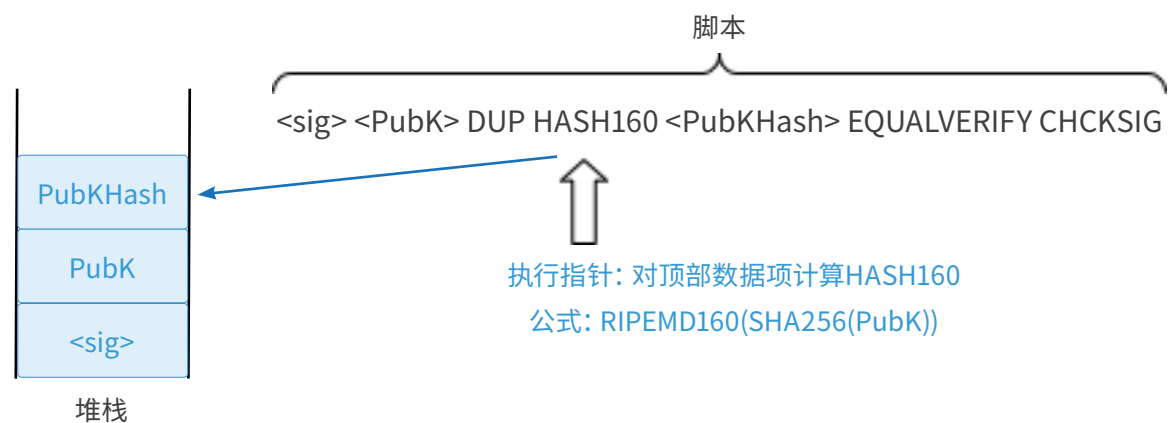 脚本
<sig> <PubK> DUP HASH160 <PubKHash> EQUALVERIFY CHCKSIG
PubKHash
PubK
<sig>
堆栈
执行指针：对顶部数据项计算HASH160
公式：RIPEMD160(SHA256(PubK))